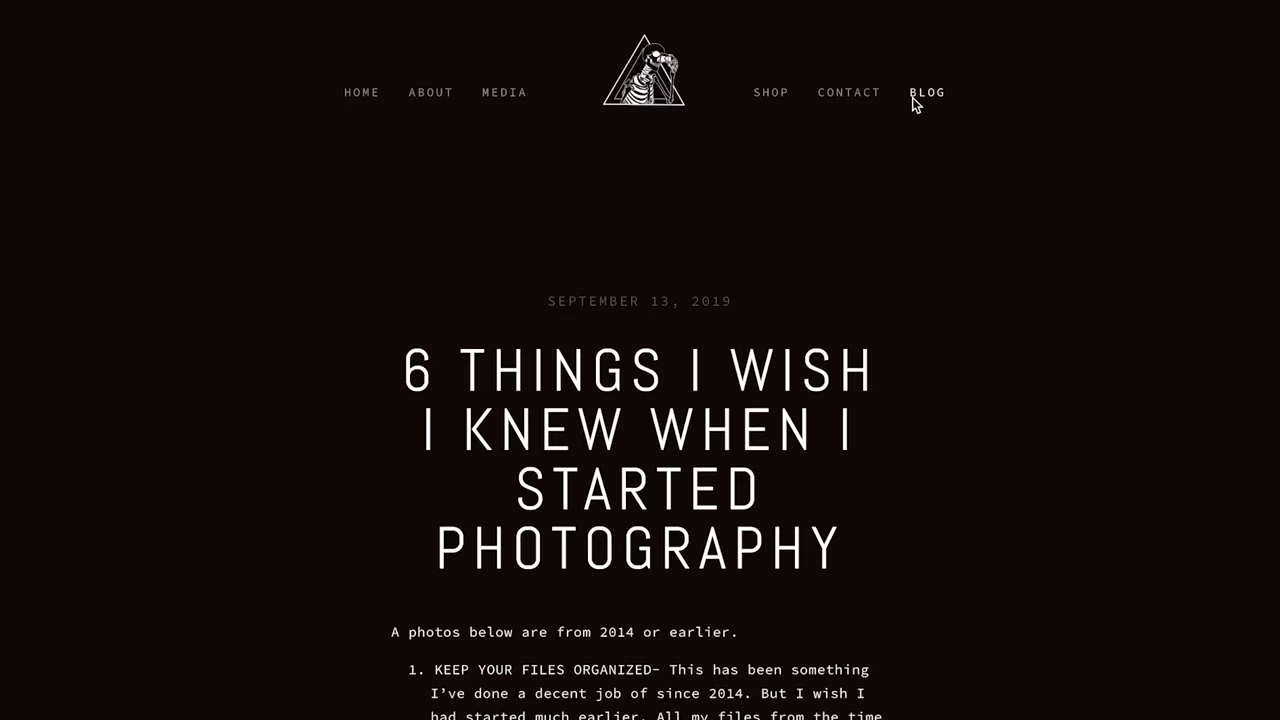 HOME ABOUT MEDIA SHOP CONTACT BLOG
SEPTEMBER 13, 2019
6 THINGS I WISH
I KNEW WHEN I
STARTED
PHOTOGRAPHY
A photos below are from 2014 or earlier.
1. KEEP YOUR FILES ORGANIZED- This has been something
I’ve done a decent job of since 2014. But I wish I
had started much earlier. All my files from the time